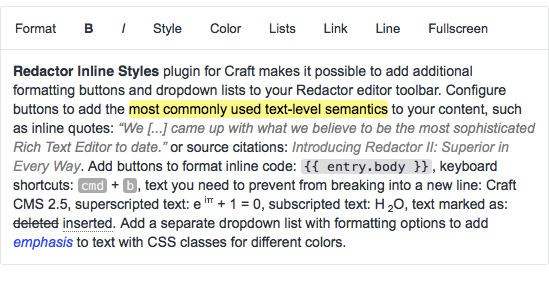 Format B I Style Color Lists Link Line Fullscreen
Redactor Inline Styles plugin for Craft makes it possible to add additional
formatting buttons and dropdown lists to your Redactor editor toolbar. Configure
buttons to add the most commonly used text-level semantics to your content, such
as inline quotes: “We [...] came up with what we believe to be the most sophisticated
Rich Text Editor to date.” or source citations: Introducing Redactor II: Superior in
Every Way. Add buttons to format inline code: {{ entry.body }}, keyboard
shortcuts: cmd + b, text you need to prevent from breaking into a new line: Craft
CMS 2.5, superscripted text: e iπ + 1 = 0, subscripted text: H 2O, text marked as:
deleted inserted. Add a separate dropdown list with formatting options to add
emphasis to text with CSS classes for different colors.